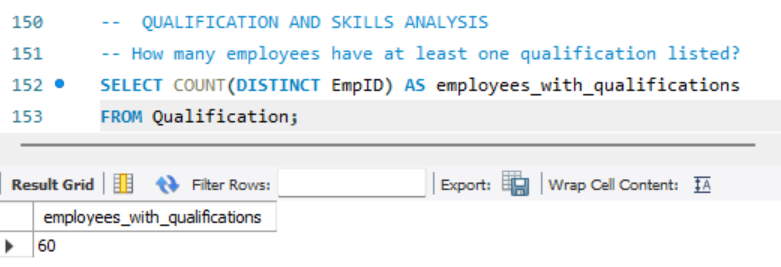 150 -- QUALIFICATION AND SKILLS ANALYSIS
151 -- How many employees have at least one qualification listed?
152 SELECT COUNT(DISTINCT EmpID) AS employees_with_qualifications
153 FROM Qualification;
Result Grid Filter Rows: Export: Wrap Cell Content: IA
employees_with_qualifications
60